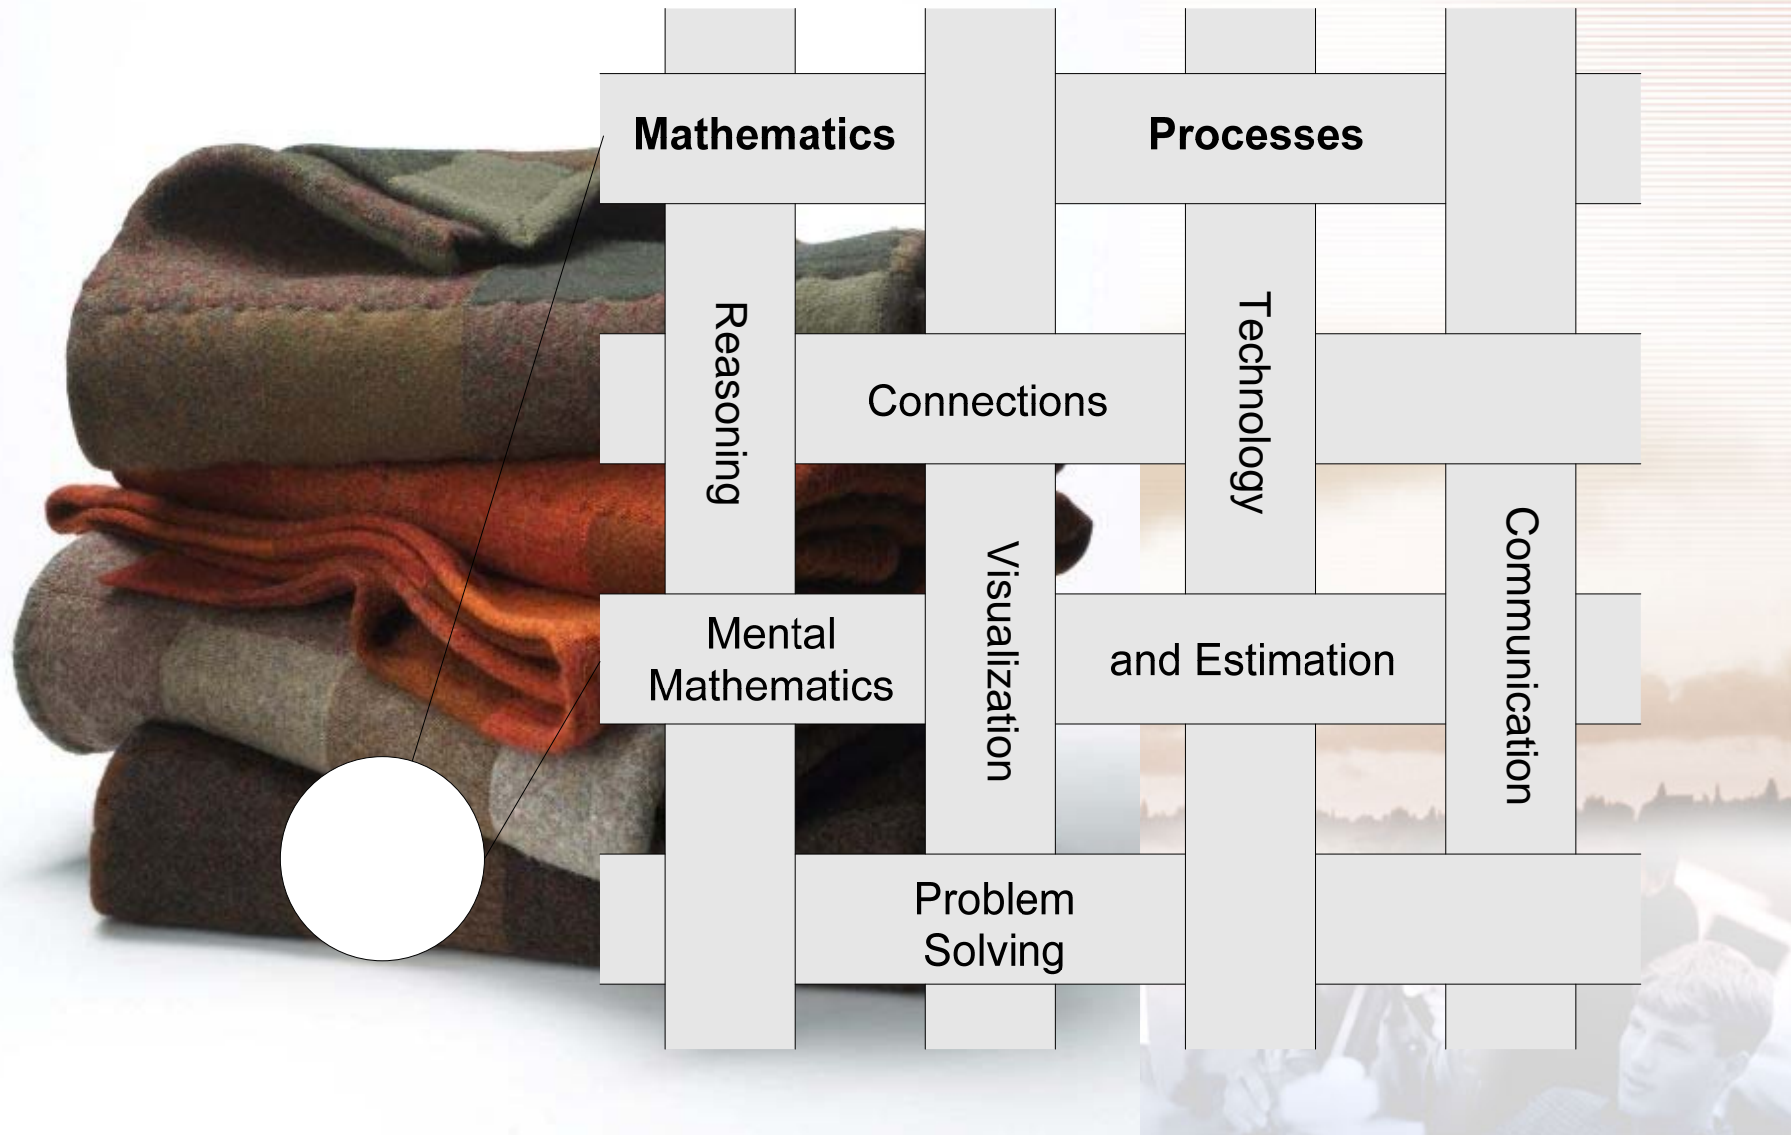 Mathematics Processes
Reasoning
Technology
Connections
Visualization
Communication
Mental
Mathematics
and Estimation
Problem
Solving